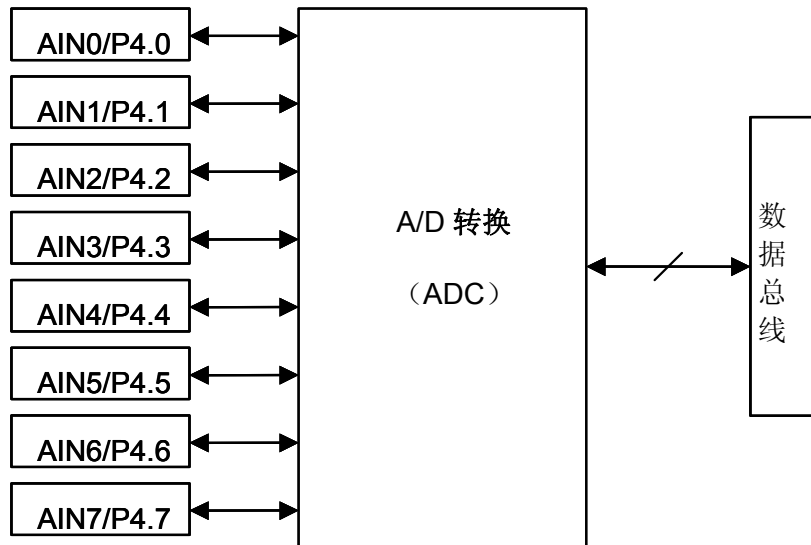 AIN0/P4.0
AIN1/P4.1
AIN2/P4.2
AIN3/P4.3
AIN4/P4.4
AIN5/P4.5
AIN6/P4.6
AIN7/P4.7
A/D 转换
（ADC）
数据总线